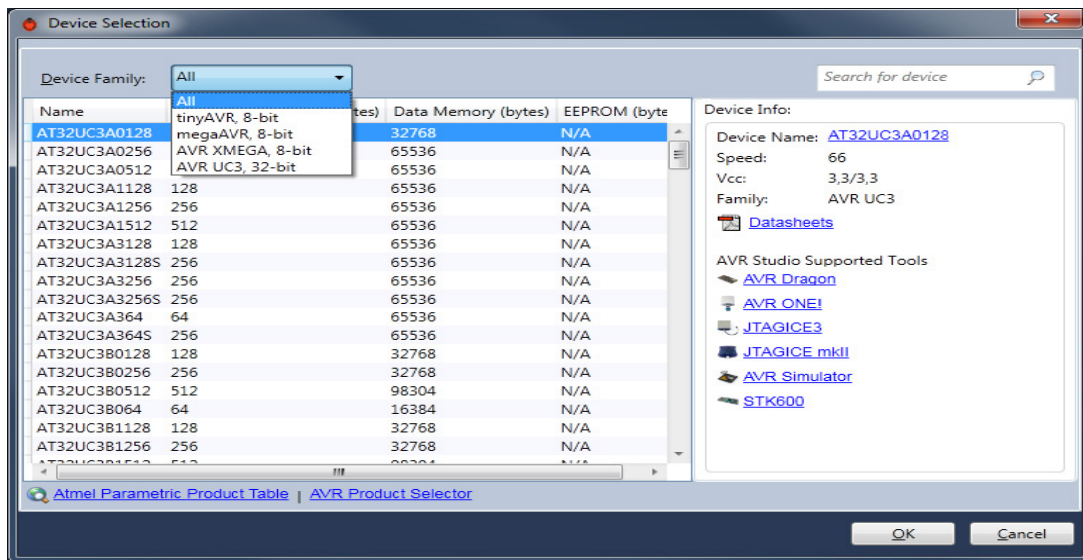 Device Selection
Device Family: All
Search for device
All
tinyAVR, 8-bit
megaAVR, 8-bit
AVR XMEGA, 8-bit
AVR UC3, 32-bit
Name tes) Data Memory (bytes) EEPROM (byte
AT32UC3A0128 32768 N/A
AT32UC3A0256 65536 N/A
AT32UC3A0512 65536 N/A
AT32UC3A1128 128 65536 N/A
AT32UC3A1256 256 65536 N/A
AT32UC3A1512 512 65536 N/A
AT32UC3A3128 128 65536 N/A
AT32UC3A3128S 256 65536 N/A
AT32UC3A3256 256 65536 N/A
AT32UC3A3256S 256 65536 N/A
AT32UC3A364 64 65536 N/A
AT32UC3A364S 256 65536 N/A
AT32UC3B0128 128 32768 N/A
AT32UC3B0256 256 32768 N/A
AT32UC3B0512 512 98304 N/A
AT32UC3B064 64 16384 N/A
AT32UC3B1128 128 32768 N/A
AT32UC3B1256 256 32768 N/A
Device Info:
Device Name: AT32UC3A0128
Speed: 66
Vcc: 3,3/3,3
Family: AVR UC3
Datasheets
AVR Studio Supported Tools
AVR Dragon
AVR ONE!
JTAGICE3
JTAGICE mkII
AVR Simulator
STK600
Atmel Parametric Product Table | AVR Product Selector
OK Cancel